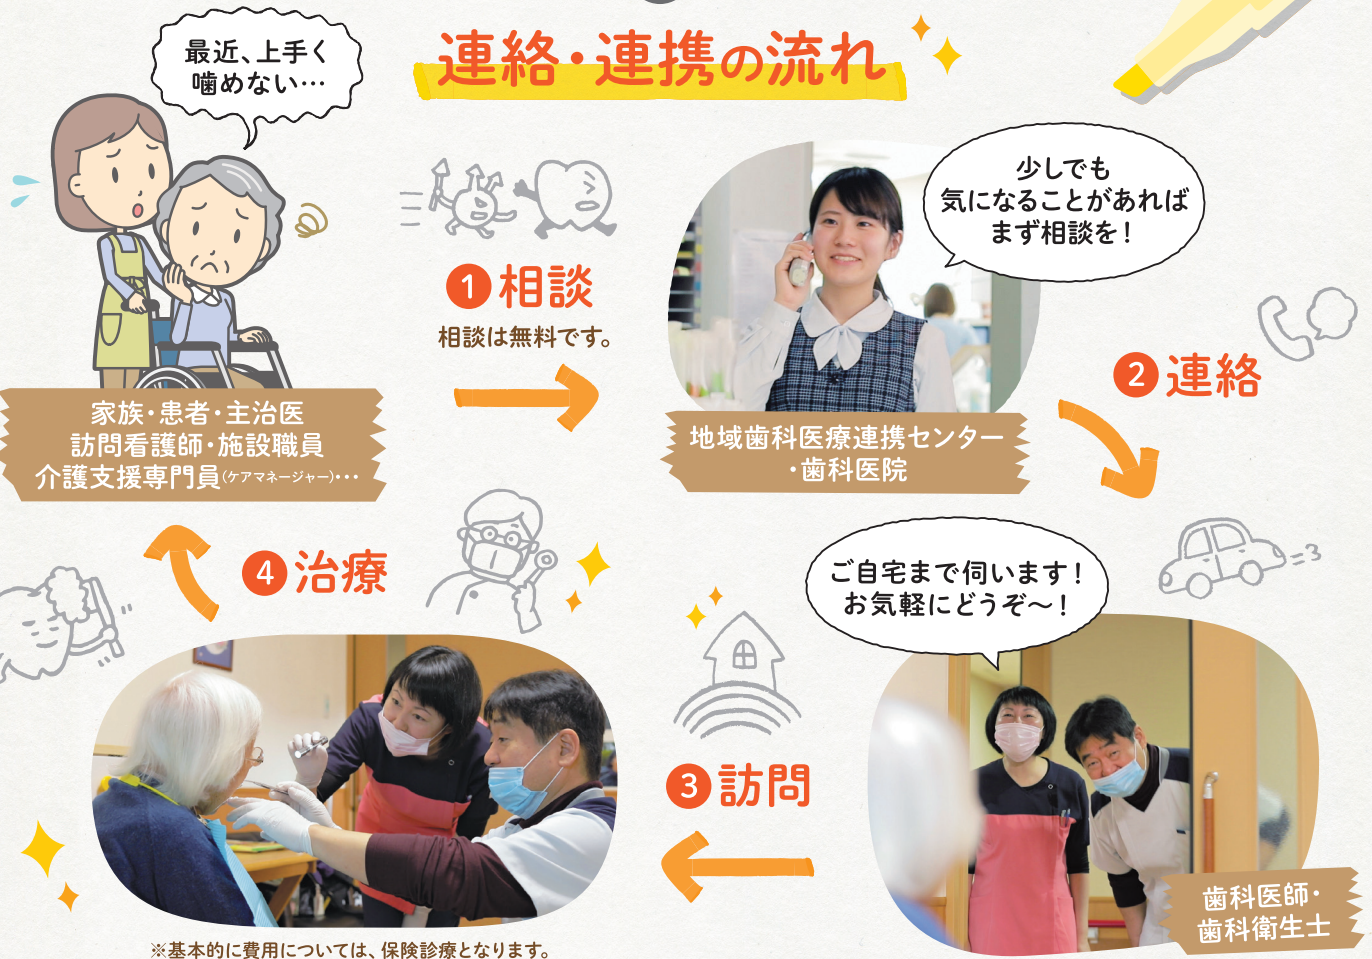 連絡・連携の流れ
最近、上手く
噛めない…
少しでも
気になることがあれば
まず相談を！
❶相談
相談は無料です。
❷連絡
家族・患者・主治医
訪問看護師・施設職員
介護支援専門員（ケアマネージャー）…
地域歯科医療連携センター
・歯科医院
ご自宅まで伺います！
お気軽にどうぞ～！
❹治療
❸訪問
歯科医師・
歯科衛生士
※基本的に費用については、保険診療となります。